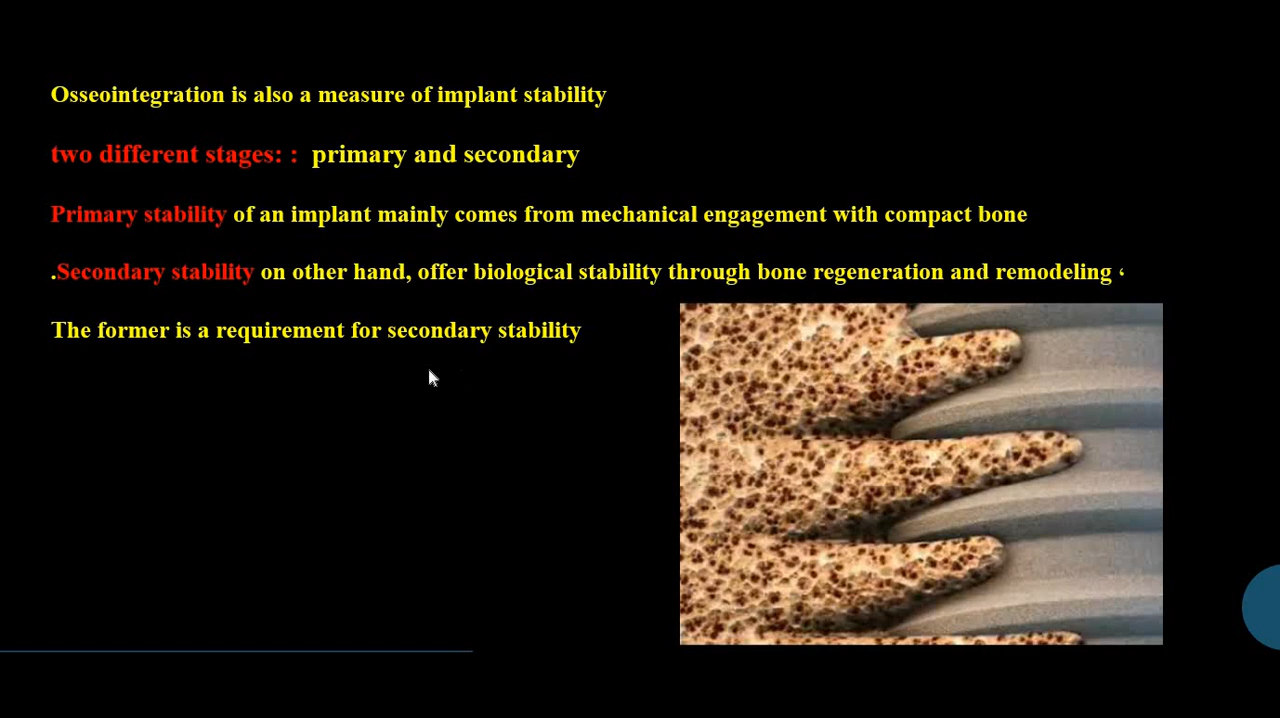 Osseointegration is also a measure of implant stability
two different stages: : primary and secondary
Primary stability of an implant mainly comes from mechanical engagement with compact bone
.Secondary stability on other hand, offer biological stability through bone regeneration and remodeling ،
The former is a requirement for secondary stability